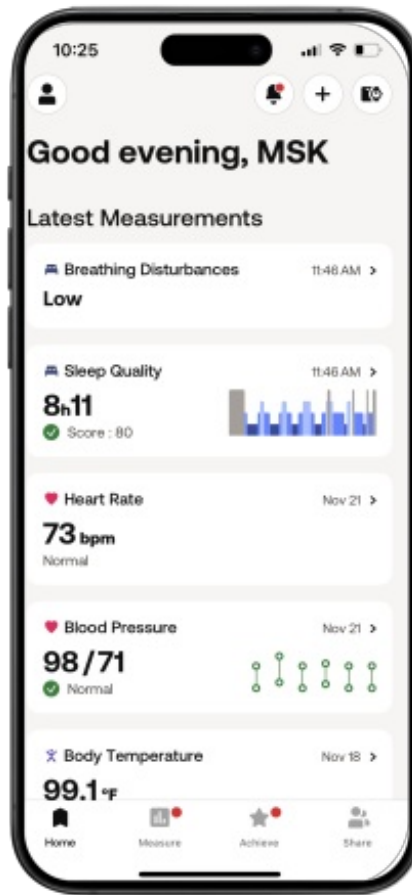 10:25
Good evening, MSK
Latest Measurements
Breathing Disturbances 11:46 AM
Low
Sleep Quality 11:46 AM
8h11
Score : 80
Heart Rate Nov 21
73 bpm
Normal
Blood Pressure Nov 21
98/71
Normal
Body Temperature Nov 18
99.1 °F
Home Measure Achieve Share